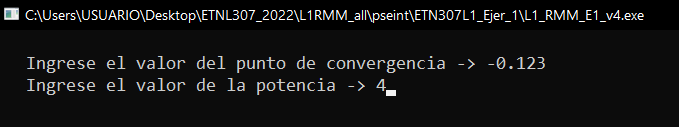 C:\Users\USUARIO\Desktop\ETNL307_2022\L1RMM_all\pseint\ETN307L1_Ejer_1\L1_RMM_E1_v4.exe
Ingrese el valor del punto de convergencia -> -0.123
Ingrese el valor de la potencia -> 4